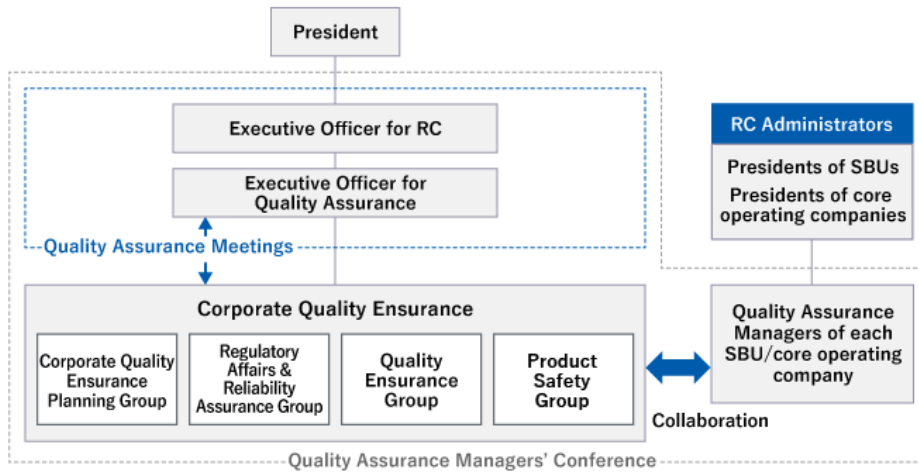 President
Executive Officer for RC
Executive Officer for
Quality Assurance
Quality Assurance Meetings
RC Administrators
Presidents of SBUs
Presidents of core
operating companies
Corporate Quality Ensurance
Corporate Quality
Ensurance
Planning Group
Regulatory
Affairs &
Reliability
Assurance Group
Quality
Ensurance
Group
Product
Safety
Group
Quality Assurance
Managers of each
SBU/core operating
company
Collaboration
Quality Assurance Managers’ Conference